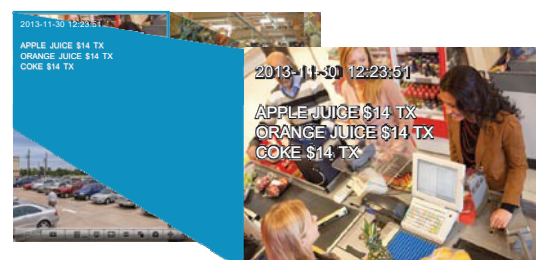 2013-11-30 12:23:51
APPLE JUICE $14 TX
ORANGE JUICE $14 TX
COKE $14 TX
2013-11-30 12:23:51
APPLE JUICE $14 TX
ORANGE JUICE $14 TX
COKE $14 TX